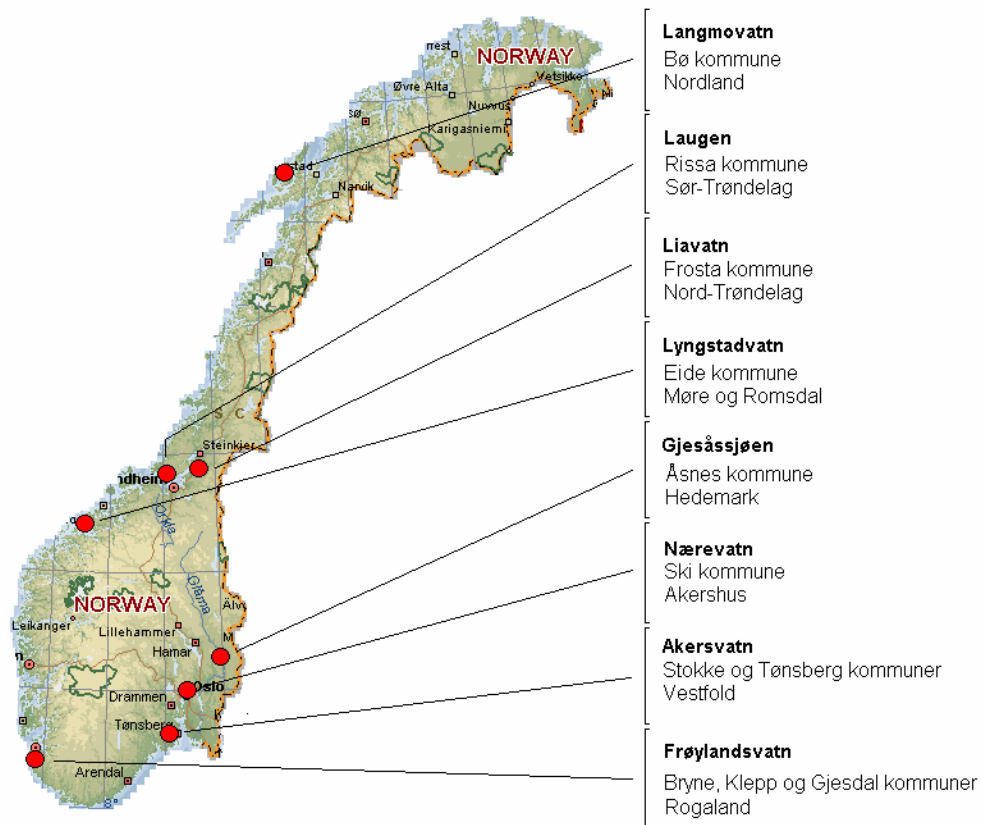 NORWAY
Øvre Alta
Vetsikke
Nuvvus
Karigasniemi
Narvik
S C
Steinkjer
Orkla
Glåma
NORWAY
Leikanger
Lillehammer
Hamar
Drammen
Oslo
Tønsberg
Arendal
8°
Langmovatn
Bø kommune
Nordland
Laugen
Rissa kommune
Sør-Trøndelag
Liavatn
Frosta kommune
Nord-Trøndelag
Lyngstadvatn
Eide kommune
Møre og Romsdal
Gjesåssjøen
Åsnes kommune
Hedemark
Nærevatn
Ski kommune
Akershus
Akersvatn
Stokke og Tønsberg kommuner
Vestfold
Frøylandsvatn
Bryne, Klepp og Gjesdal kommuner
Rogaland